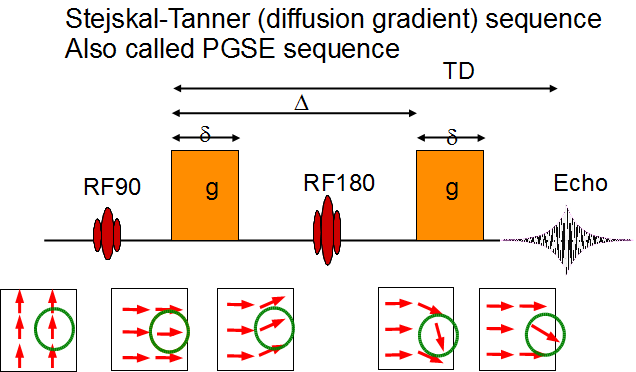 Stejskal-Tanner (diffusion gradient) sequence
Also called PGSE sequence
TD
Δ
δ δ
RF90 g RF180 g Echo